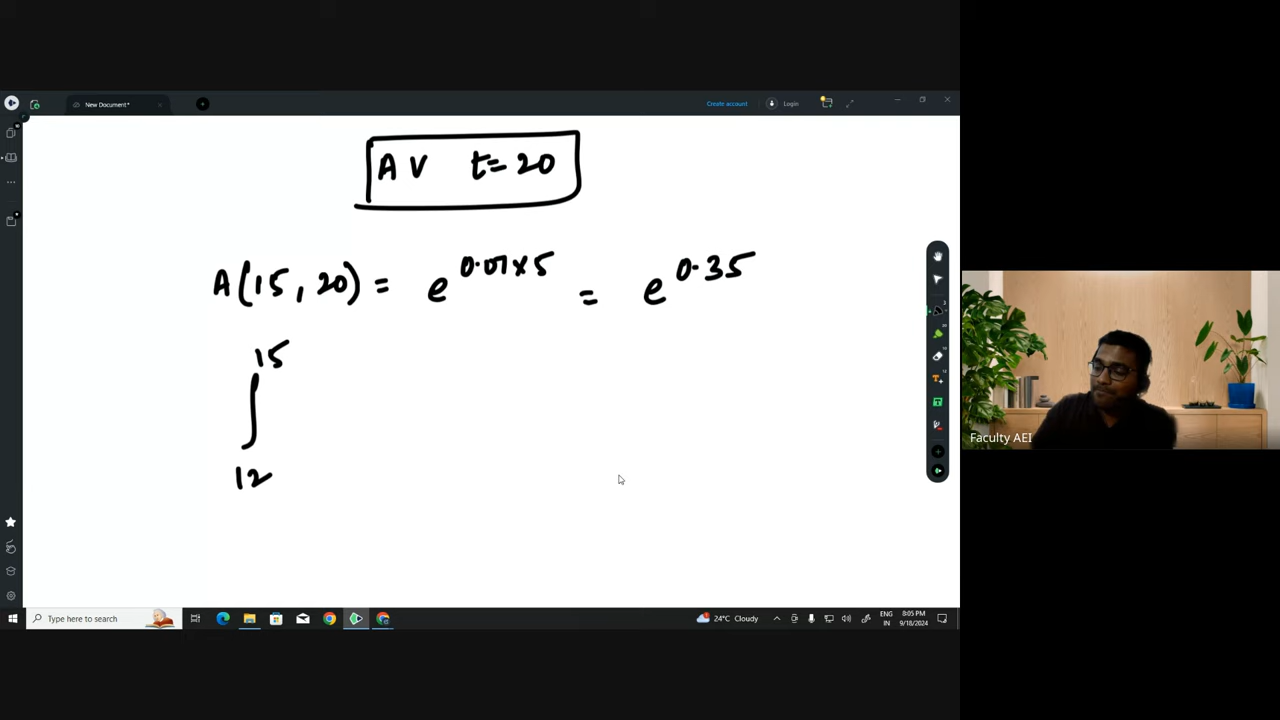 New Document*
Create account
Login
A V t = 20
A(15, 20) = e^0.07×5 = e^0.35
∫
15
12
Faculty AEI
Type here to search
24°C Cloudy
ENG
IN
8:05 PM
9/18/2024